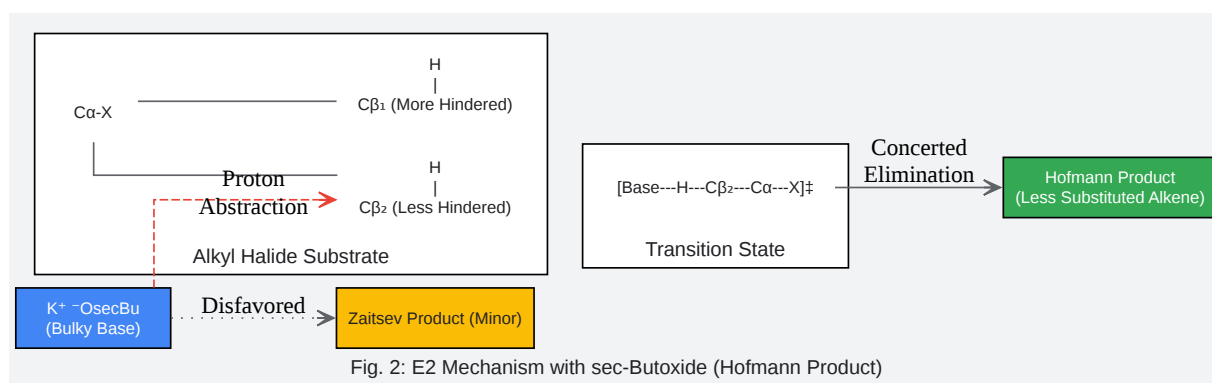 H
|
Cα-X
Cβ₁ (More Hindered)
H
|
Proton
Abstraction
Cβ₂ (Less Hindered)
Alkyl Halide Substrate
[Base---H---Cβ₂---Cα---X]‡
Transition State
Concerted
Elimination
Hofmann Product
(Less Substituted Alkene)
K⁺ ⁻OsecBu
(Bulky Base)
Disfavored
Zaitsev Product (Minor)
Fig. 2: E2 Mechanism with sec-Butoxide (Hofmann Product)